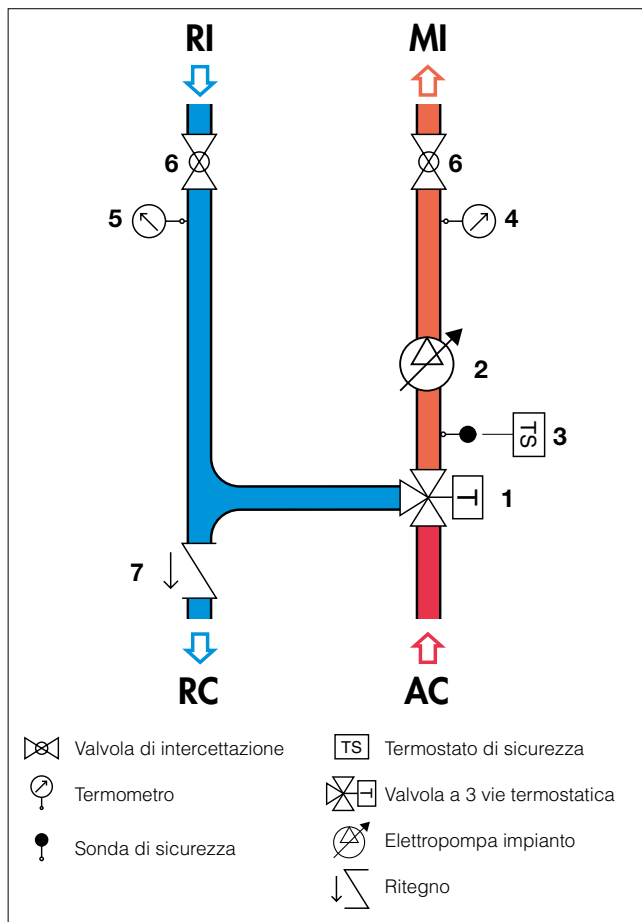 RI MI
6 6
5 4
2
TS 3
T 1
7
RC AC
Valvola di intercettazione
Termometro
Sonda di sicurezza
TS Termostato di sicurezza
T Valvola a 3 vie termostatica
Elettropompa impianto
Ritegno